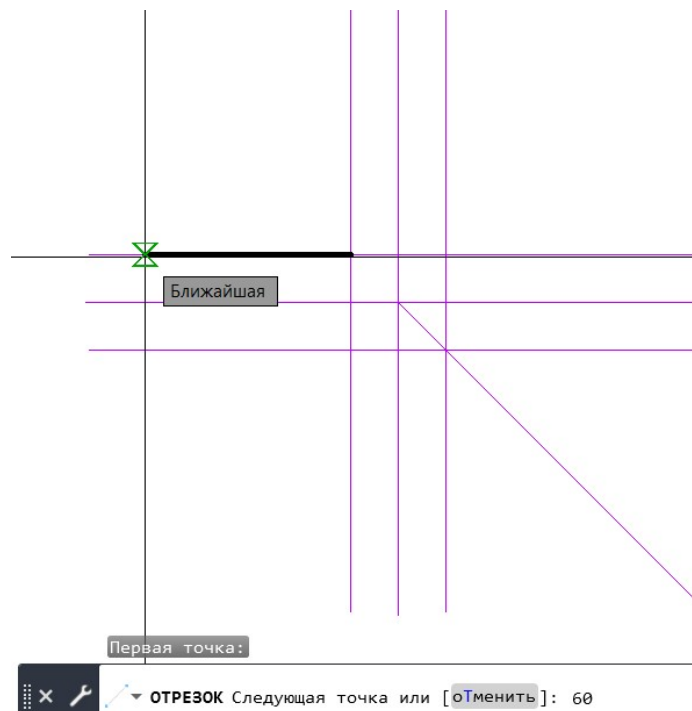 Ближайшая
Первая точка:
ОТРЕЗОК Следующая точка или [оТменить]: 60